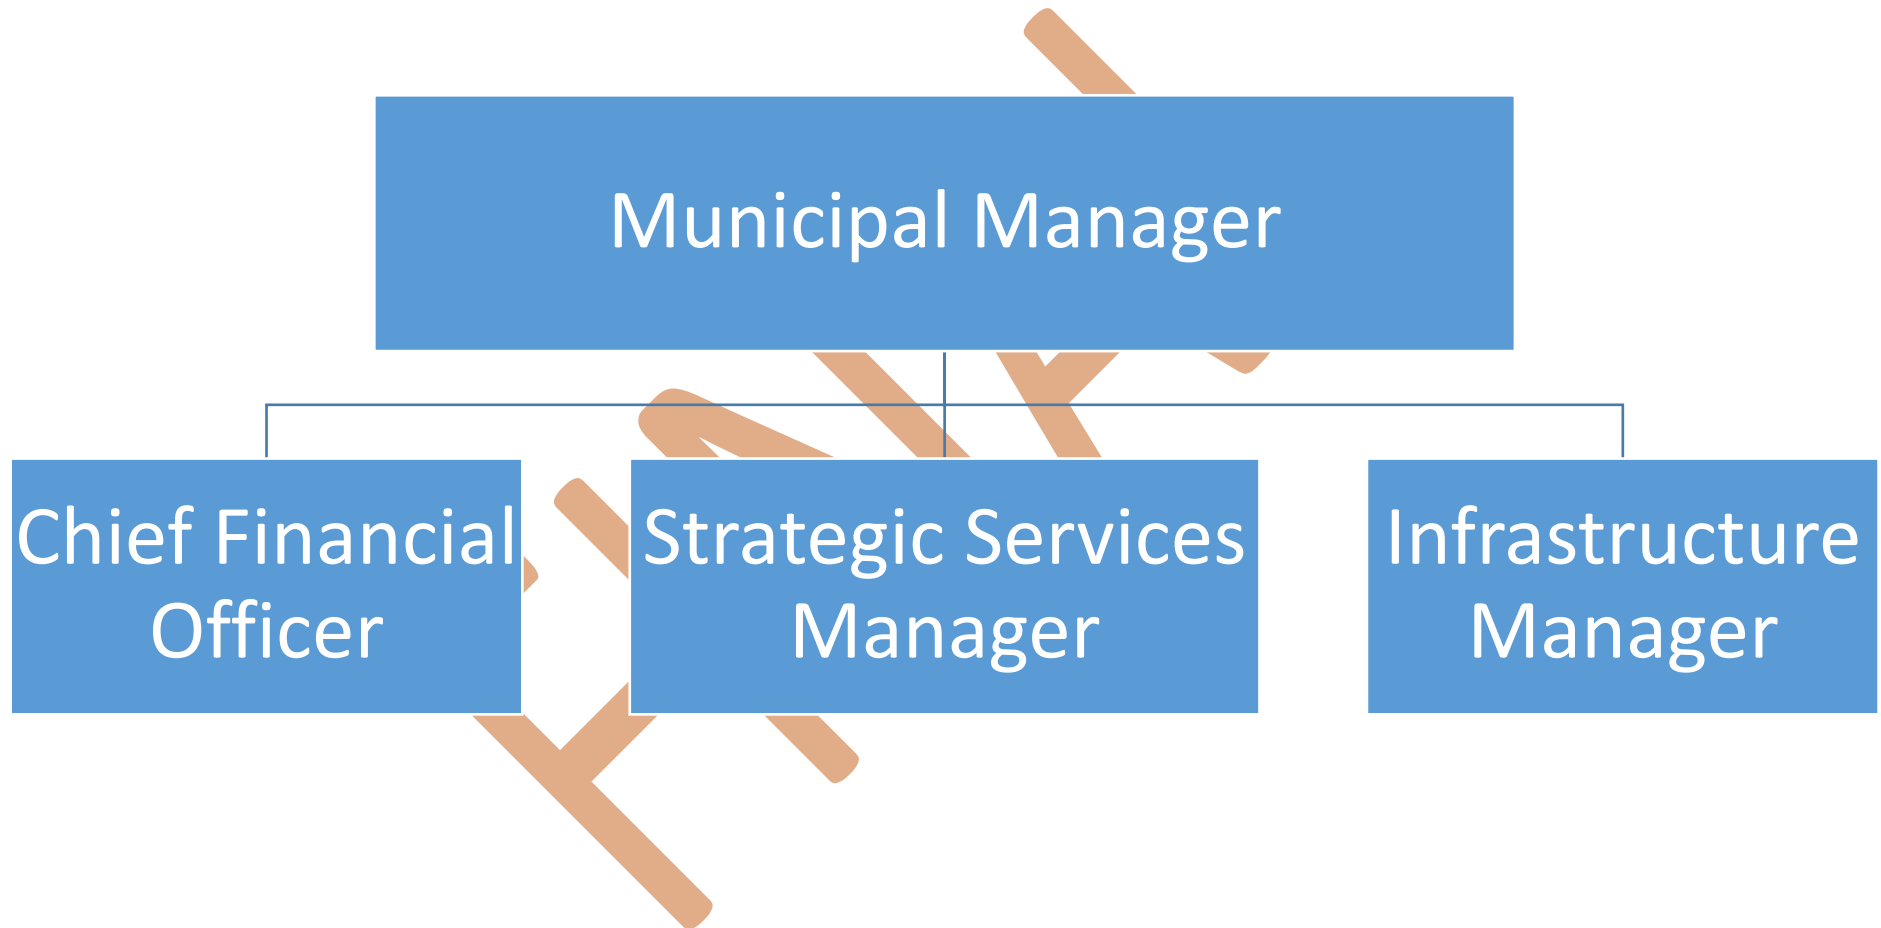 Municipal Manager
Chief Financial
Officer
Strategic Services
Manager
Infrastructure
Manager